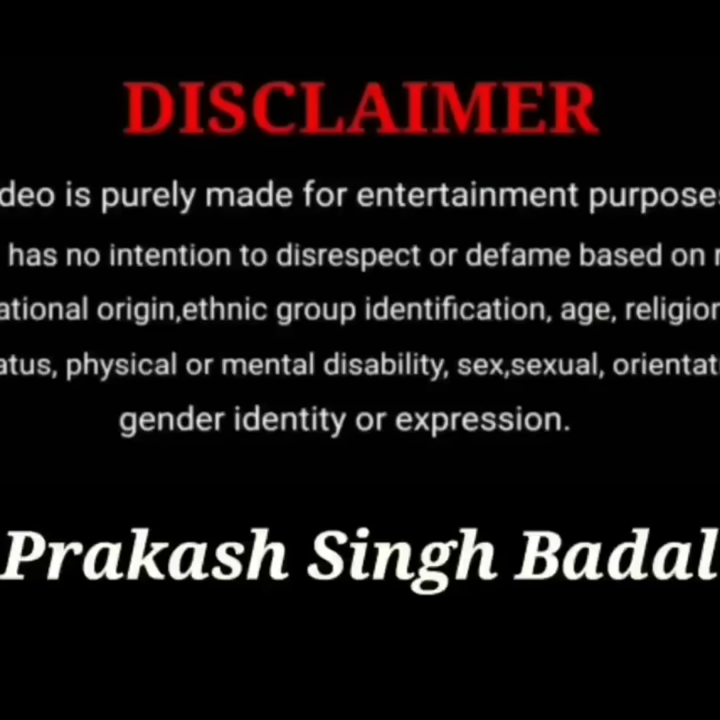 DISCLAIMER
deo is purely made for entertainment purposes
has no intention to disrespect or defame based on
ational origin,ethnic group identification, age, religion
atus, physical or mental disability, sex,sexual, orientat
gender identity or expression.
Prakash Singh Badal